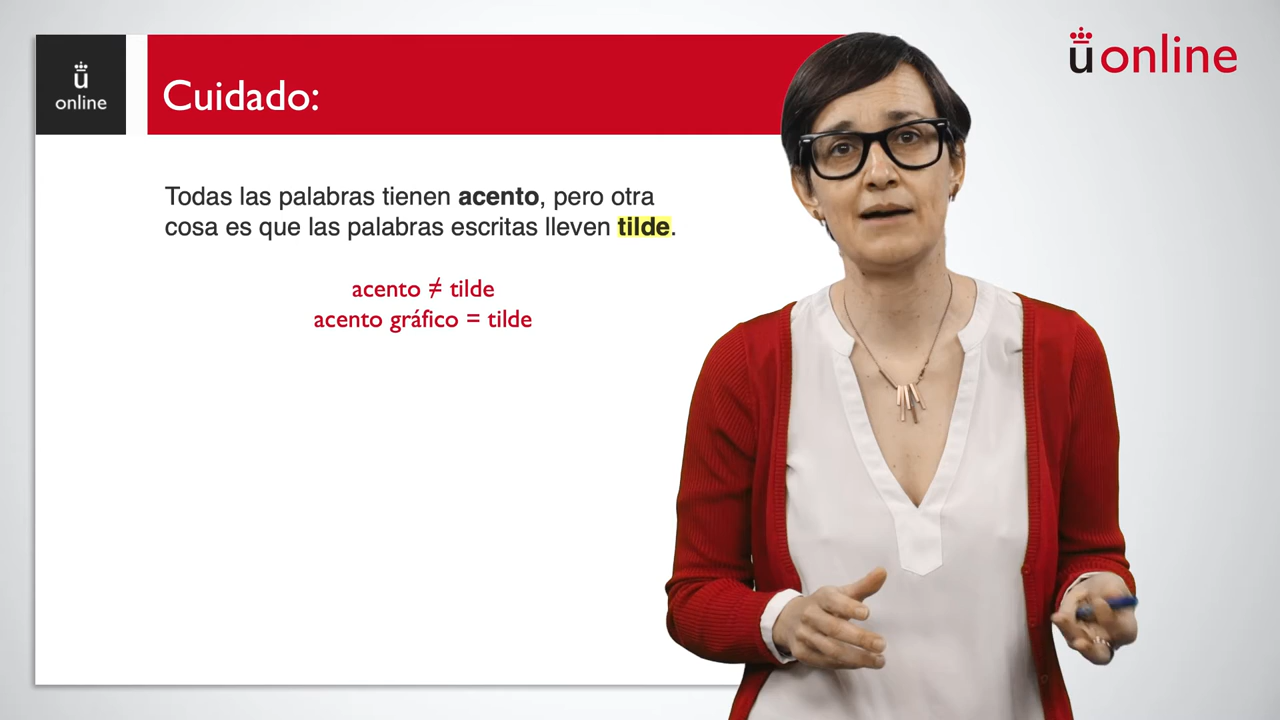 ü online
Cuidado:
ü
online
Todas las palabras tienen acento, pero otra
cosa es que las palabras escritas lleven tilde.
acento ≠ tilde
acento gráfico = tilde